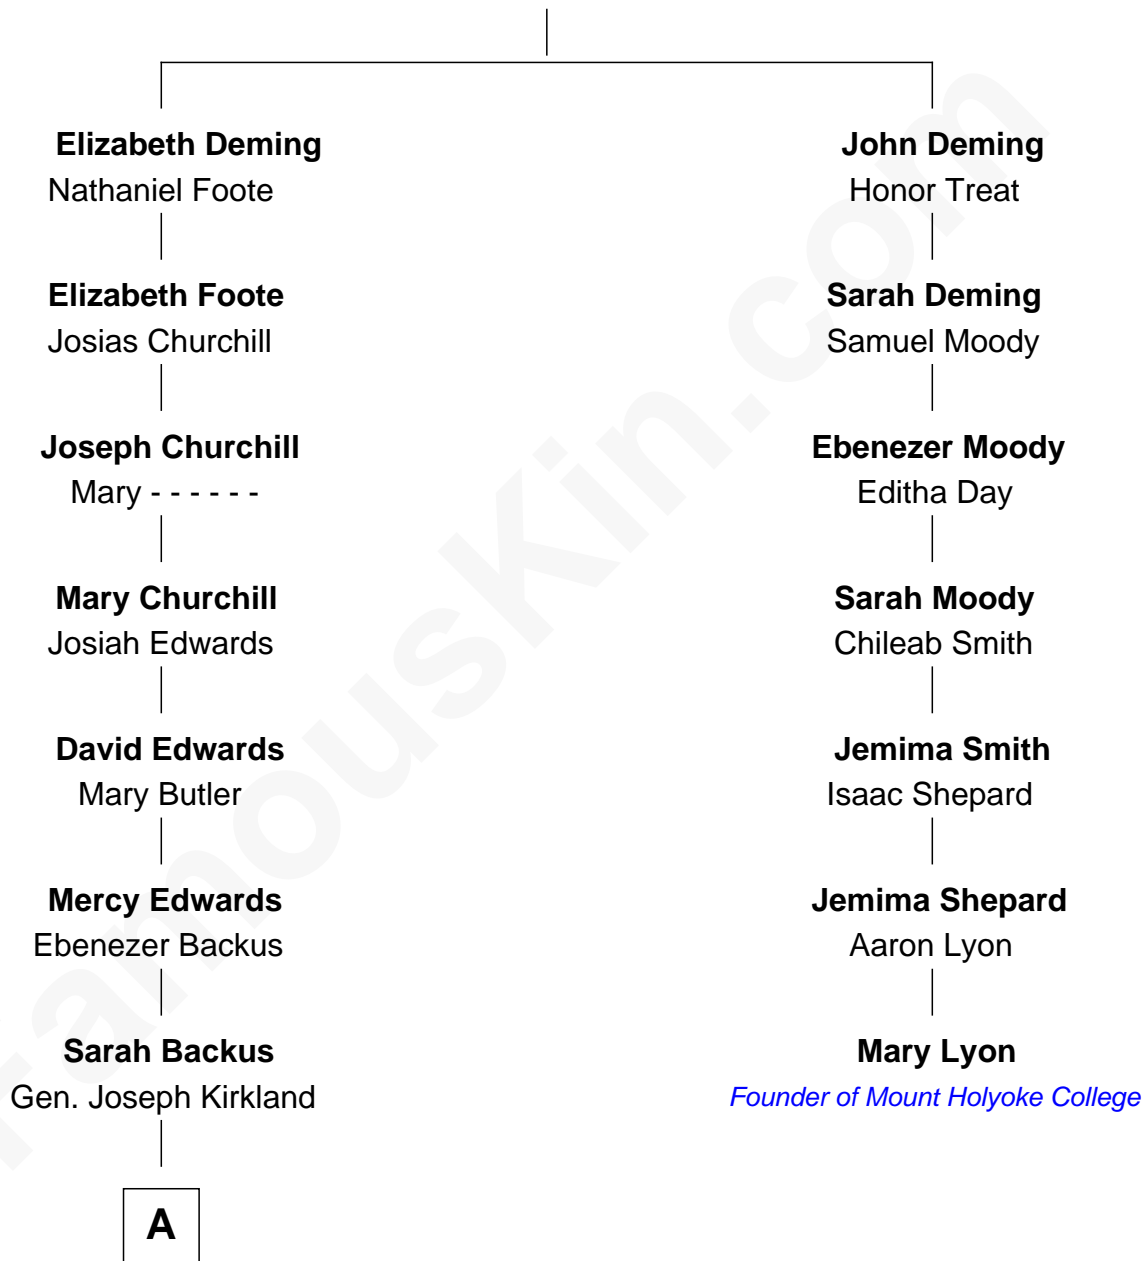 Elizabeth Deming
Nathaniel Foote
Elizabeth Foote
Josias Churchill
Joseph Churchill
Mary - - - - - -
Mary Churchill
Josiah Edwards
David Edwards
Mary Butler
Mercy Edwards
Ebenezer Backus
Sarah Backus
Gen. Joseph Kirkland
A
John Deming
Honor Treat
Sarah Deming
Samuel Moody
Ebenezer Moody
Editha Day
Sarah Moody
Chileab Smith
Jemima Smith
Isaac Shepard
Jemima Shepard
Aaron Lyon
Mary Lyon
Founder of Mount Holyoke College
FamousKin.com